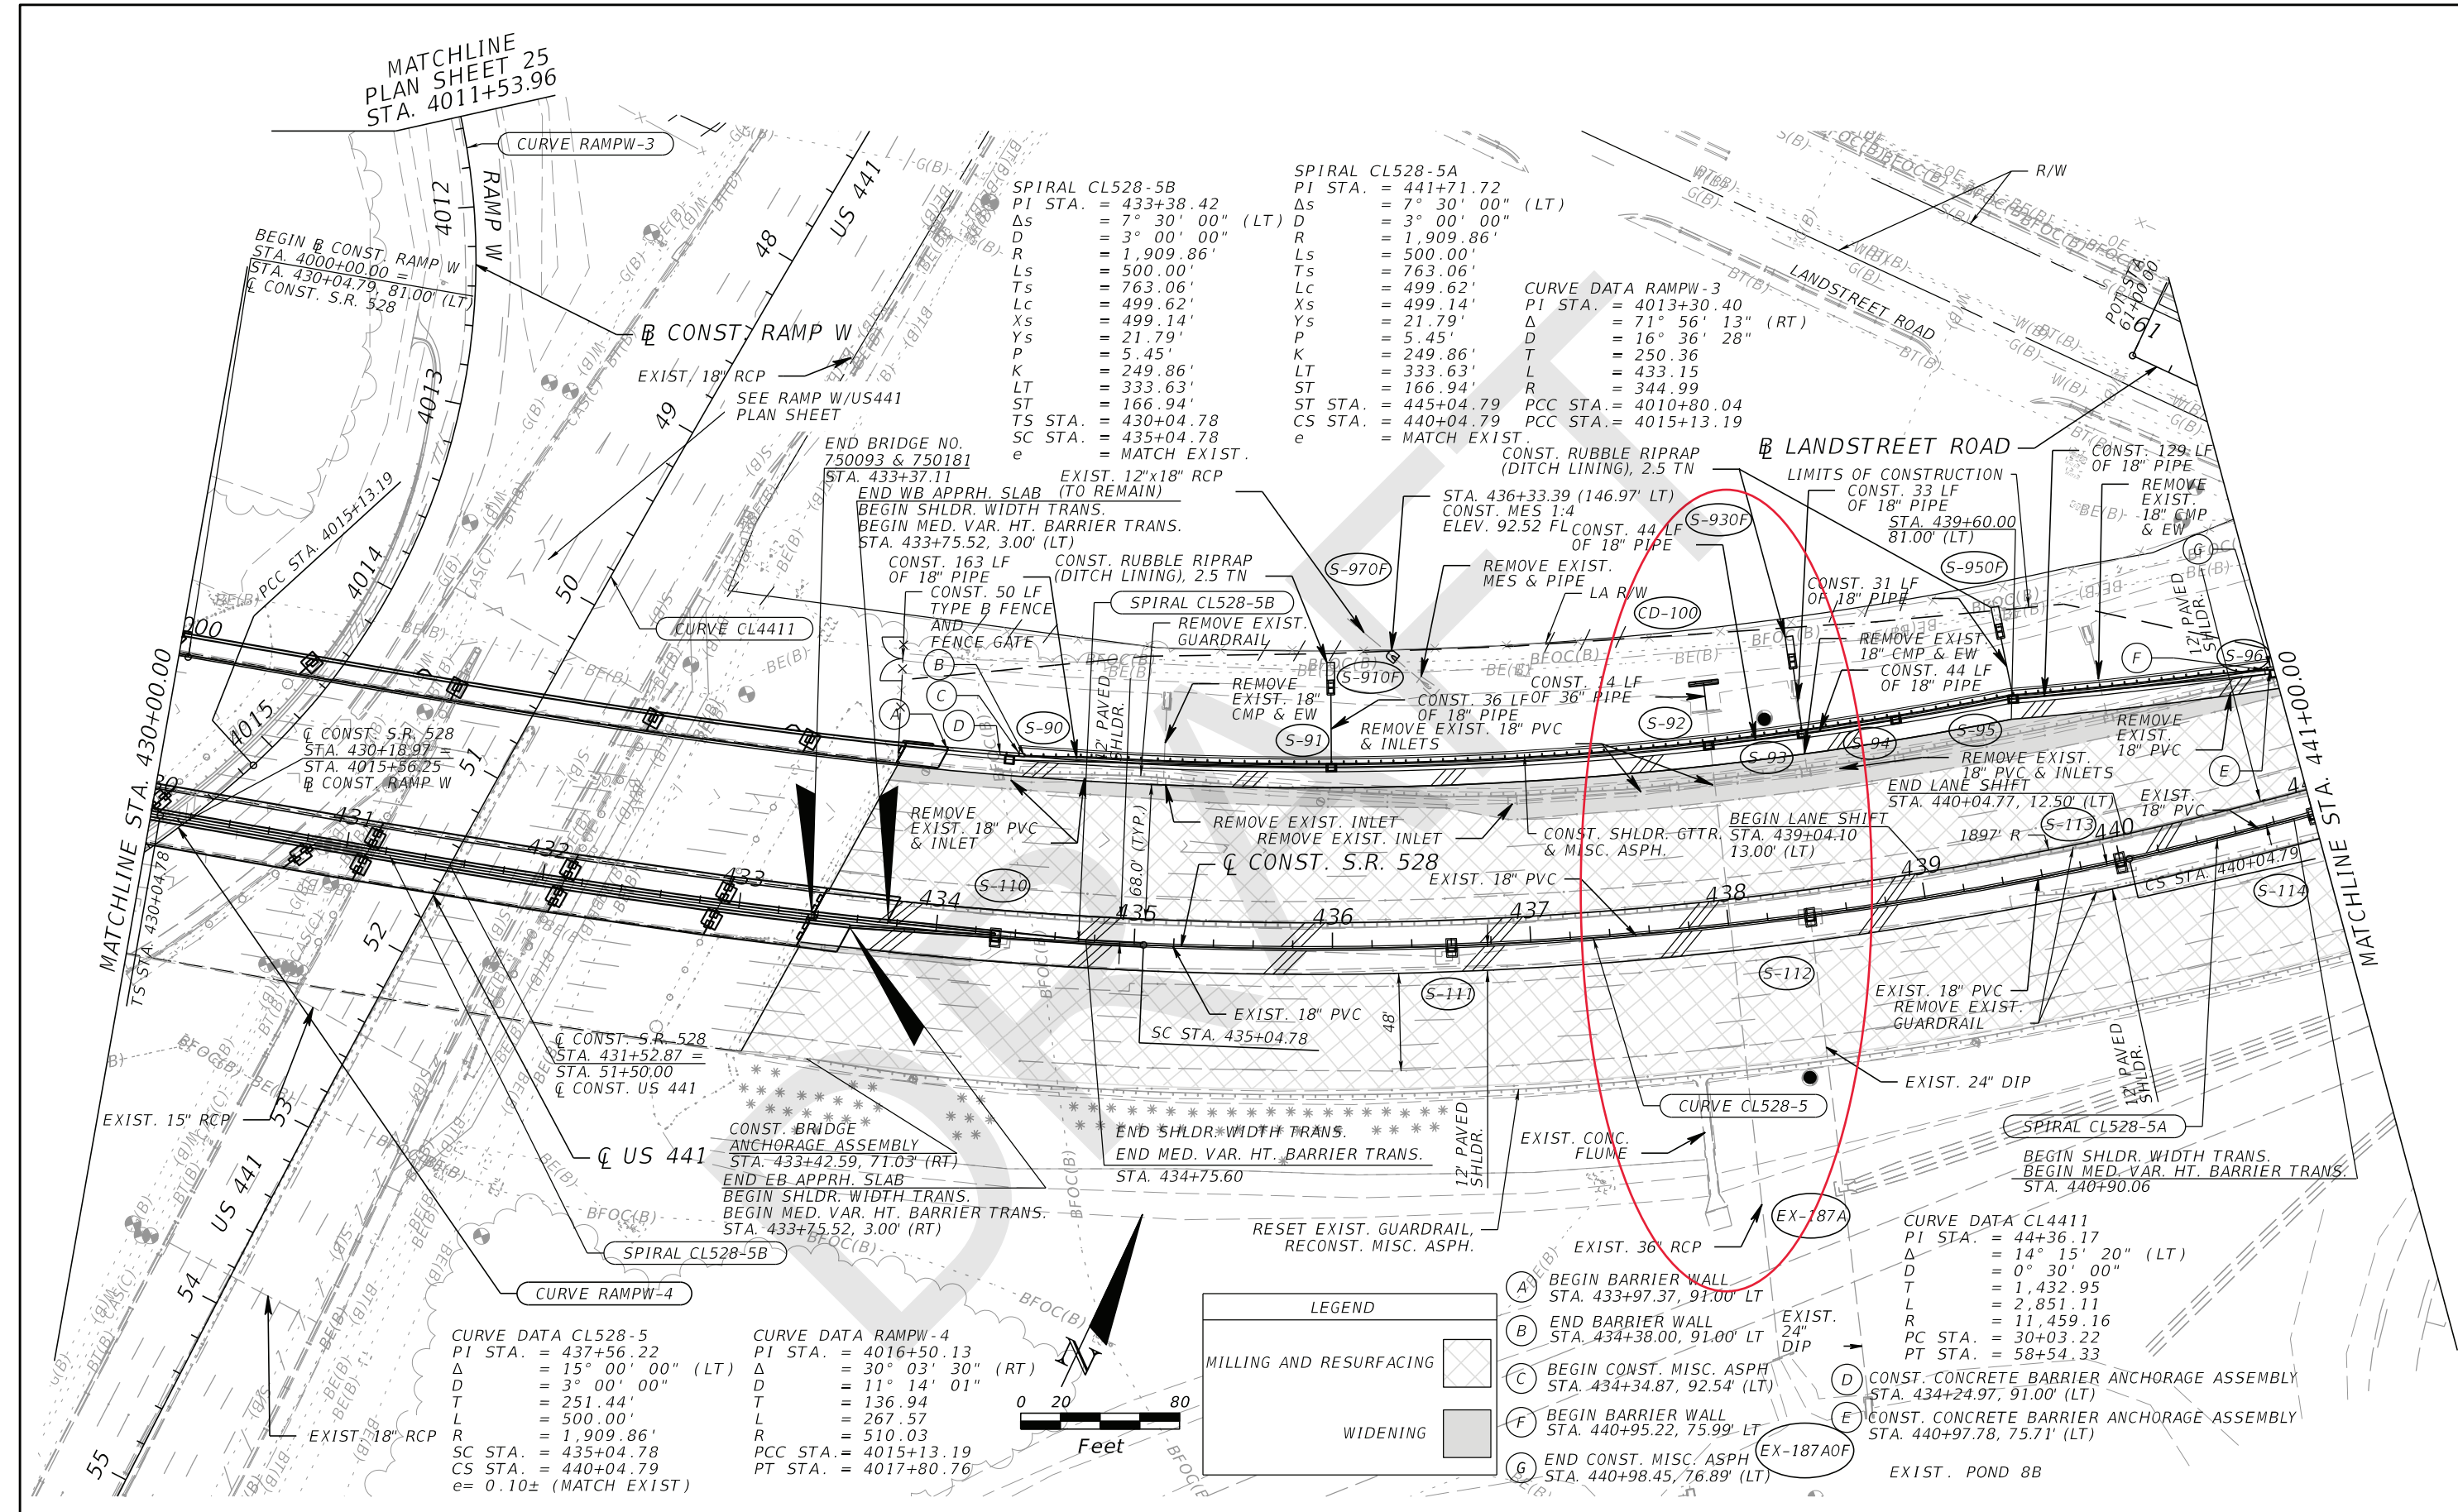 MATCHLINE
PLAN SHEET 25
STA. 4011+53.96
CURVE RAMPW-3
4012
RAMP W
BEGIN ⅊ CONST RAMP W
STA. 4000+00.00 =
STA. 430+04.79, 81.00' (LT)
℄ CONST. S.R. 528
48
US 441
SPIRAL CL528-5B
PI STA. = 433+38.42
Δs = 7° 30' 00" (LT)
D = 3° 00' 00"
R = 1,909.86'
Ls = 500.00'
Ts = 763.06'
Lc = 499.62'
Xs = 499.14'
Ys = 21.79'
P = 5.45'
K = 249.86'
LT = 333.63'
ST = 166.94'
TS STA. = 430+04.78
SC STA. = 435+04.78
e = MATCH EXIST.
SPIRAL CL528-5A
PI STA. = 441+71.72
Δs = 7° 30' 00" (LT)
D = 3° 00' 00"
R = 1,909.86'
Ls = 500.00'
Ts = 763.06'
Lc = 499.62'
Xs = 499.14'
Ys = 21.79'
P = 5.45'
K = 249.86'
LT = 333.63'
ST = 166.94'
ST STA. = 445+04.79
CS STA. = 440+04.79
e = MATCH EXIST.
CURVE DATA RAMPW-3
PI STA. = 4013+30.40
Δ = 71° 56' 13" (RT)
D = 16° 36' 28"
T = 250.36
L = 433.15
R = 344.99
PCC STA.= 4010+80.04
PCC STA.= 4015+13.19
R/W
LANDSTREET ROAD
POT STA.
61+00.00
61
B CONST. RAMP W
EXIST. 18" RCP
SEE RAMP W/US441
PLAN SHEET
4013
49
END BRIDGE NO.
750093 & 750181
STA. 433+37.11
END WB APPRH. SLAB
BEGIN SHLDR. WIDTH TRANS.
BEGIN MED. VAR. HT. BARRIER TRANS.
STA. 433+75.52, 3.00' (LT)
EXIST. 12"x18" RCP
(TO REMAIN)
STA. 436+33.39 (146.97' LT)
CONST. MES 1:4
ELEV. 92.52 FL
CONST. RUBBLE RIPRAP
(DITCH LINING), 2.5 TN
B LANDSTREET ROAD
LIMITS OF CONSTRUCTION
CONST. 33 LF
OF 18" PIPE
STA. 439+60.00
81.00' (LT)
CONST. 129 LF
OF 18" PIPE
REMOVE
EXIST.
18" CMP
& EW
CONST. 44 LF
OF 18" PIPE
S-930F
S-950F
G
PCC STA. 4015+13.19
4014
50
CURVE CL4411
CONST. 163 LF
OF 18" PIPE
CONST. 50 LF
TYPE B FENCE
AND
FENCE GATE
CONST. RUBBLE RIPRAP
(DITCH LINING), 2.5 TN
SPIRAL CL528-5B
REMOVE EXIST.
GUARDRAIL
S-970F
REMOVE EXIST.
MES & PIPE
LA R/W
CD-100
CONST. 31 LF
OF 18" PIPE
REMOVE EXIST.
18" CMP & EW
CONST. 44 LF
OF 18" PIPE
12' PAVED
SHLDR.
F
S-96
A
B
C
D
S-90
12' PAVED
SHLDR.
REMOVE
EXIST. 18"
CMP & EW
S-910F
S-91
CONST. 36 LF
OF 18" PIPE
CONST. 14 LF
OF 36" PIPE
REMOVE EXIST. 18" PVC
& INLETS
S-92
S-93
S-94
S-95
REMOVE
EXIST.
18" PVC
REMOVE EXIST.
18" PVC & INLETS
E
MATCHLINE STA. 430+00.00
4015
℄ CONST. S.R. 528
STA. 430+18.97 =
STA. 4015+56.25
B CONST. RAMP W
51
REMOVE
EXIST. 18" PVC
& INLET
REMOVE EXIST. INLET
REMOVE EXIST. INLET
CONST. SHLDR. GTTR.
& MISC. ASPH.
BEGIN LANE SHIFT
STA. 439+04.10
13.00' (LT)
END LANE SHIFT
STA. 440+04.77, 12.50' (LT)
EXIST.
18" PVC
1897' R
S-113
MATCHLINE STA. 441+00.00
TS STA. 430+04.78
431
432
433
434
435
436
437
438
439
440
S-110
68.0' (TYP.)
℄ CONST. S.R. 528
EXIST. 18" PVC
CS STA. 440+04.79
S-114
52
S-111
S-112
EXIST. 18" PVC
REMOVE EXIST.
GUARDRAIL
EXIST. 18" PVC
SC STA. 435+04.78
48'
℄ CONST. S.R. 528
STA. 431+52.87 =
STA. 51+50.00
℄ CONST. US 441
EXIST. 15" RCP
53
EXIST. 24" DIP
CURVE CL528-5
12' PAVED
SHLDR.
SPIRAL CL528-5A
℄ US 441
CONST. BRIDGE
ANCHORAGE ASSEMBLY
STA. 433+42.59, 71.03' (RT)
END EB APPRH. SLAB
BEGIN SHLDR. WIDTH TRANS.
BEGIN MED. VAR. HT. BARRIER TRANS.
STA. 433+75.52, 3.00' (RT)
END SHLDR. WIDTH TRANS.
END MED. VAR. HT. BARRIER TRANS.
STA. 434+75.60
12' PAVED
SHLDR.
EXIST. CONC.
FLUME
BEGIN SHLDR. WIDTH TRANS.
BEGIN MED. VAR. HT. BARRIER TRANS.
STA. 440+90.06
US 441
SPIRAL CL528-5B
RESET EXIST. GUARDRAIL,
RECONST. MISC. ASPH.
EXIST. 36" RCP
EX-187A
CURVE RAMPW-4
54
CURVE DATA CL4411
PI STA. = 44+36.17
Δ = 14° 15' 20" (LT)
D = 0° 30' 00"
T = 1,432.95
L = 2,851.11
R = 11,459.16
PC STA. = 30+03.22
PT STA. = 58+54.33
EXIST. 18" RCP
55
CURVE DATA CL528-5
PI STA. = 437+56.22
Δ = 15° 00' 00" (LT)
D = 3° 00' 00"
T = 251.44'
L = 500.00'
R = 1,909.86'
SC STA. = 435+04.78
CS STA. = 440+04.79
e= 0.10± (MATCH EXIST)
CURVE DATA RAMPW-4
PI STA. = 4016+50.13
Δ = 30° 03' 30" (RT)
D = 11° 14' 01"
T = 136.94
L = 267.57
R = 510.03
PCC STA.= 4015+13.19
PT STA. = 4017+80.76
N
0 20 80
Feet
LEGEND
MILLING AND RESURFACING
WIDENING
A BEGIN BARRIER WALL
STA. 433+97.37, 91.00' LT
B END BARRIER WALL
STA. 434+38.00, 91.00' LT
C BEGIN CONST. MISC. ASPH
STA. 434+34.87, 92.54' (LT)
F BEGIN BARRIER WALL
STA. 440+95.22, 75.99' LT
G END CONST. MISC. ASPH
STA. 440+98.45, 76.89' (LT)
EXIST.
24"
DIP
D CONST. CONCRETE BARRIER ANCHORAGE ASSEMBLY
STA. 434+24.97, 91.00' (LT)
E CONST. CONCRETE BARRIER ANCHORAGE ASSEMBLY
STA. 440+97.78, 75.71' (LT)
EX-187AOF
EXIST. POND 8B
DRAFT